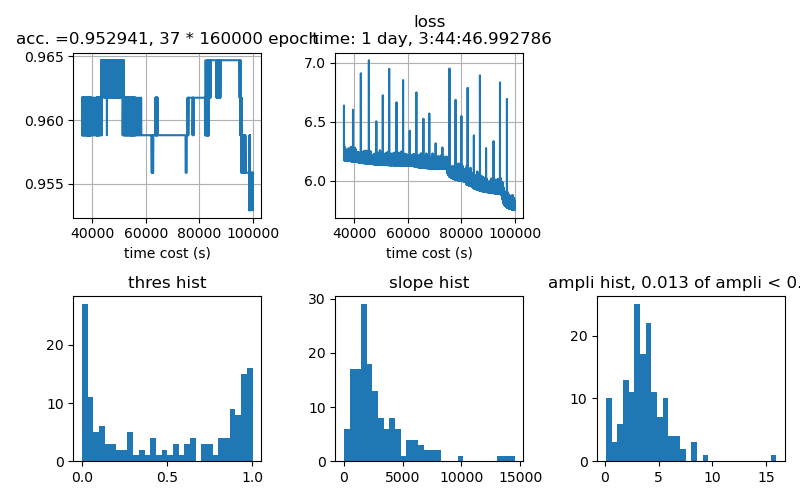 loss
acc. =0.952941, 37 * 160000 epoch
time: 1 day, 3:44:46.992786
0.965
0.960
0.955
40000 60000 80000 100000
time cost (s)
7.0
6.5
6.0
40000 60000 80000 100000
time cost (s)
thres hist
20
10
0
0.0 0.5 1.0
slope hist
30
20
10
0
0 5000 10000 15000
ampli hist, 0.013 of ampli < 0.
20
10
0
0 5 10 15